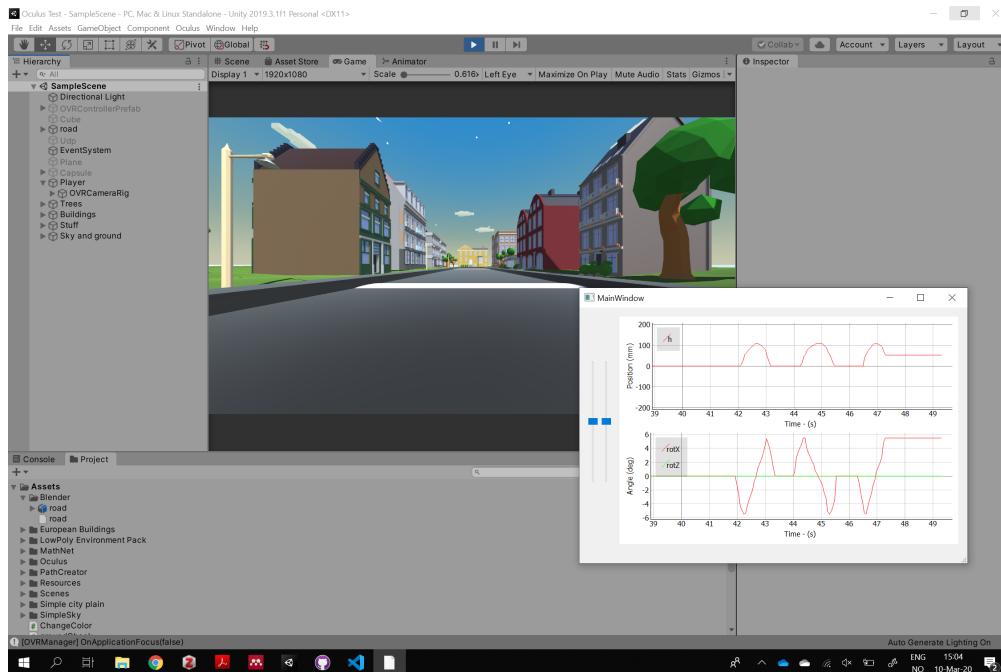 Oculus Test - SampleScene - PC, Mac & Linux Standalone - Unity 2019.3.1f1 Personal <DX11>
File Edit Assets GameObject Component Oculus Window Help
Pivot Global Collab Account Layers Layout
Hierarchy
All
SampleScene
Directional Light
OVRControllerPrefab
Cube
road
Udp
EventSystem
Plane
Capsule
Player
OVRCameraRig
Trees
Buildings
Stuff
Sky and ground
Scene Asset Store Game Animator
Display 1 1920x1080 Scale 0.616x Left Eye Maximize On Play Mute Audio Stats Gizmos
Inspector
MainWindow
200
100
0
-100
-200
h
Position (mm)
39 40 41 42 43 44 45 46 47 48 49
Time - (s)
6
4
2
0
-2
-4
-6
rotX
rotZ
Angle (deg)
39 40 41 42 43 44 45 46 47 48 49
Time - (s)
Console Project
Assets
Blender
road
road
European Buildings
LowPoly Environment Pack
MathNet
Oculus
PathCreator
Resources
Scenes
Simple city plain
SimpleSky
ChangeColor
[OVRManager] OnApplicationFocus(false)
Auto Generate Lighting On
ENG 15:04
NO 10-Mar-20
2